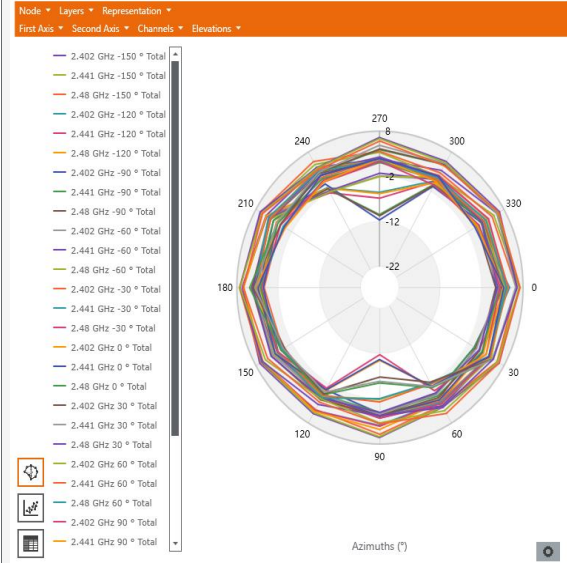 Node Layers Representation
First Axis Second Axis Channels Elevations
2.402 GHz -150 ° Total
2.441 GHz -150 ° Total
2.48 GHz -150 ° Total
2.402 GHz -120 ° Total
2.441 GHz -120 ° Total
2.48 GHz -120 ° Total
2.402 GHz -90 ° Total
2.441 GHz -90 ° Total
2.48 GHz -90 ° Total
2.402 GHz -60 ° Total
2.441 GHz -60 ° Total
2.48 GHz -60 ° Total
2.402 GHz -30 ° Total
2.441 GHz -30 ° Total
2.48 GHz -30 ° Total
2.402 GHz 0 ° Total
2.441 GHz 0 ° Total
2.48 GHz 0 ° Total
2.402 GHz 30 ° Total
2.441 GHz 30 ° Total
2.48 GHz 30 ° Total
2.402 GHz 60 ° Total
2.441 GHz 60 ° Total
2.48 GHz 60 ° Total
2.402 GHz 90 ° Total
2.441 GHz 90 ° Total
270
8
240
300
-2
210
330
-12
-22
180
0
150
30
120
60
90
Azimuths (°)